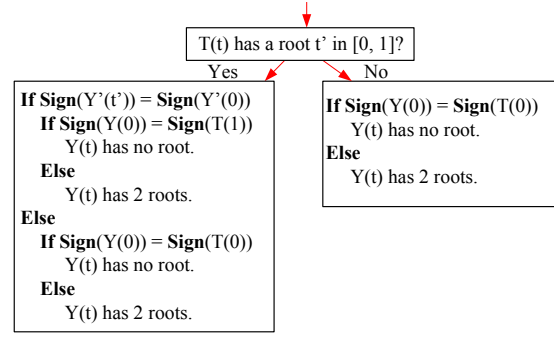 T(t) has a root t’ in [0, 1]?
Yes
No
If Sign(Y’(t’)) = Sign(Y’(0))
If Sign(Y(0)) = Sign(T(1))
Y(t) has no root.
Else
Y(t) has 2 roots.
Else
If Sign(Y(0)) = Sign(T(0))
Y(t) has no root.
Else
Y(t) has 2 roots.
If Sign(Y(0)) = Sign(T(0))
Y(t) has no root.
Else
Y(t) has 2 roots.